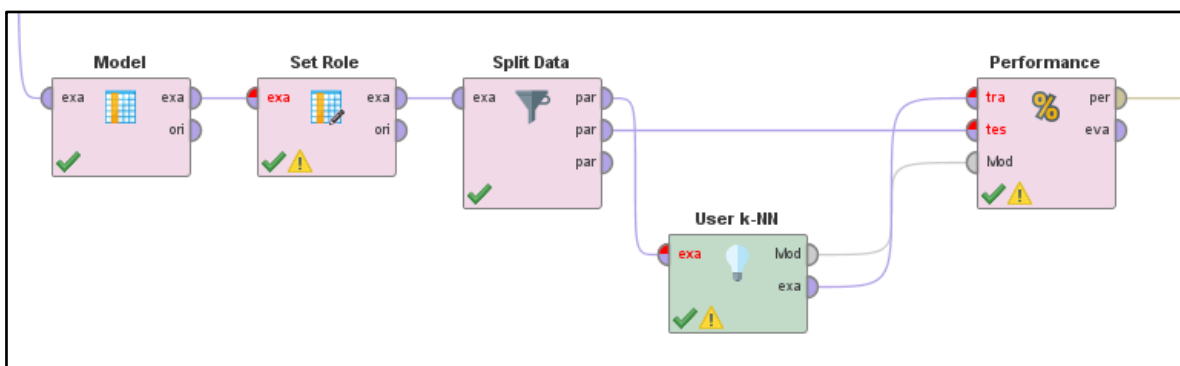 Model
Set Role
Split Data
Performance
exa exa
ori
exa exa
ori
exa par
par
par
tra per
tes eva
Mod
User k-NN
exa Mod
exa